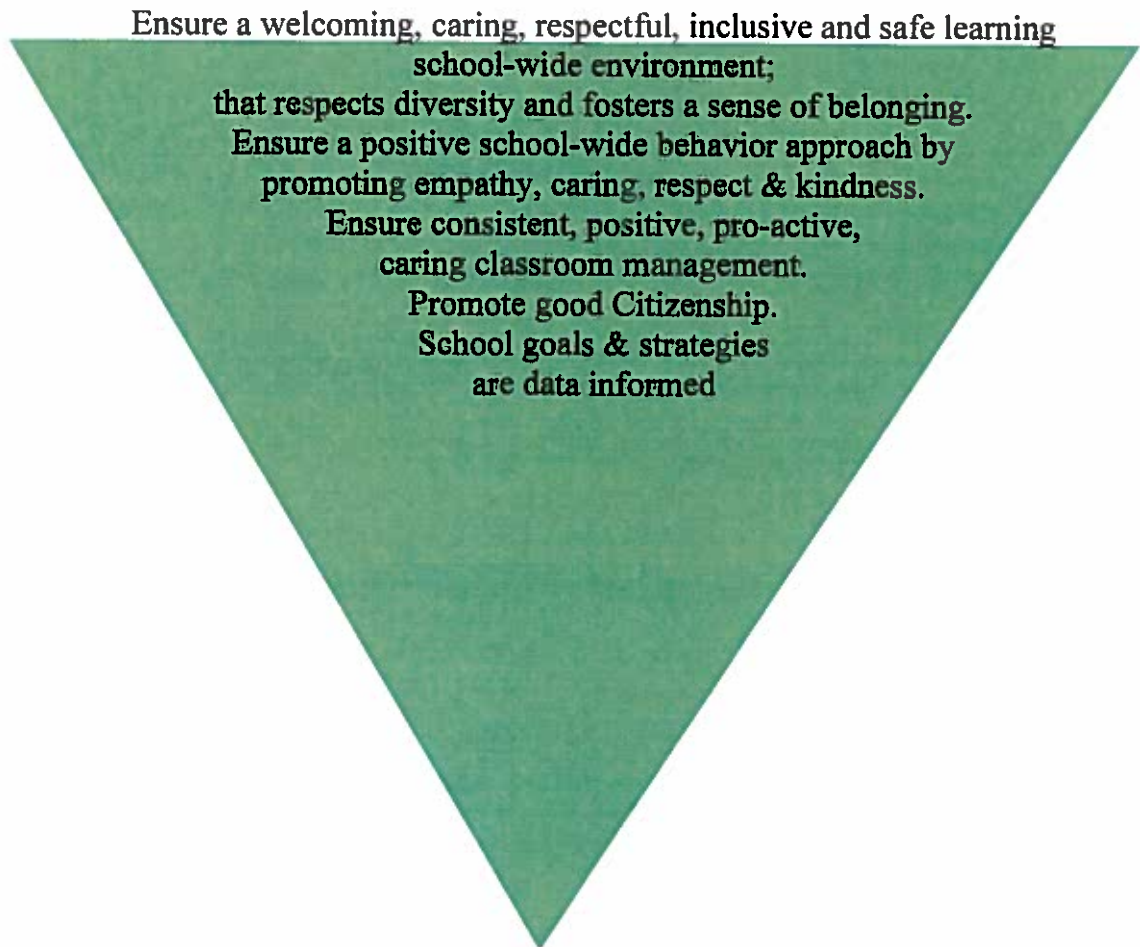 Ensure a welcoming, caring, respectful, inclusive and safe learning
school-wide environment;
that respects diversity and fosters a sense of belonging.
Ensure a positive school-wide behavior approach by
promoting empathy, caring, respect & kindness.
Ensure consistent, positive, pro-active,
caring classroom management.
Promote good Citizenship.
School goals & strategies
are data informed